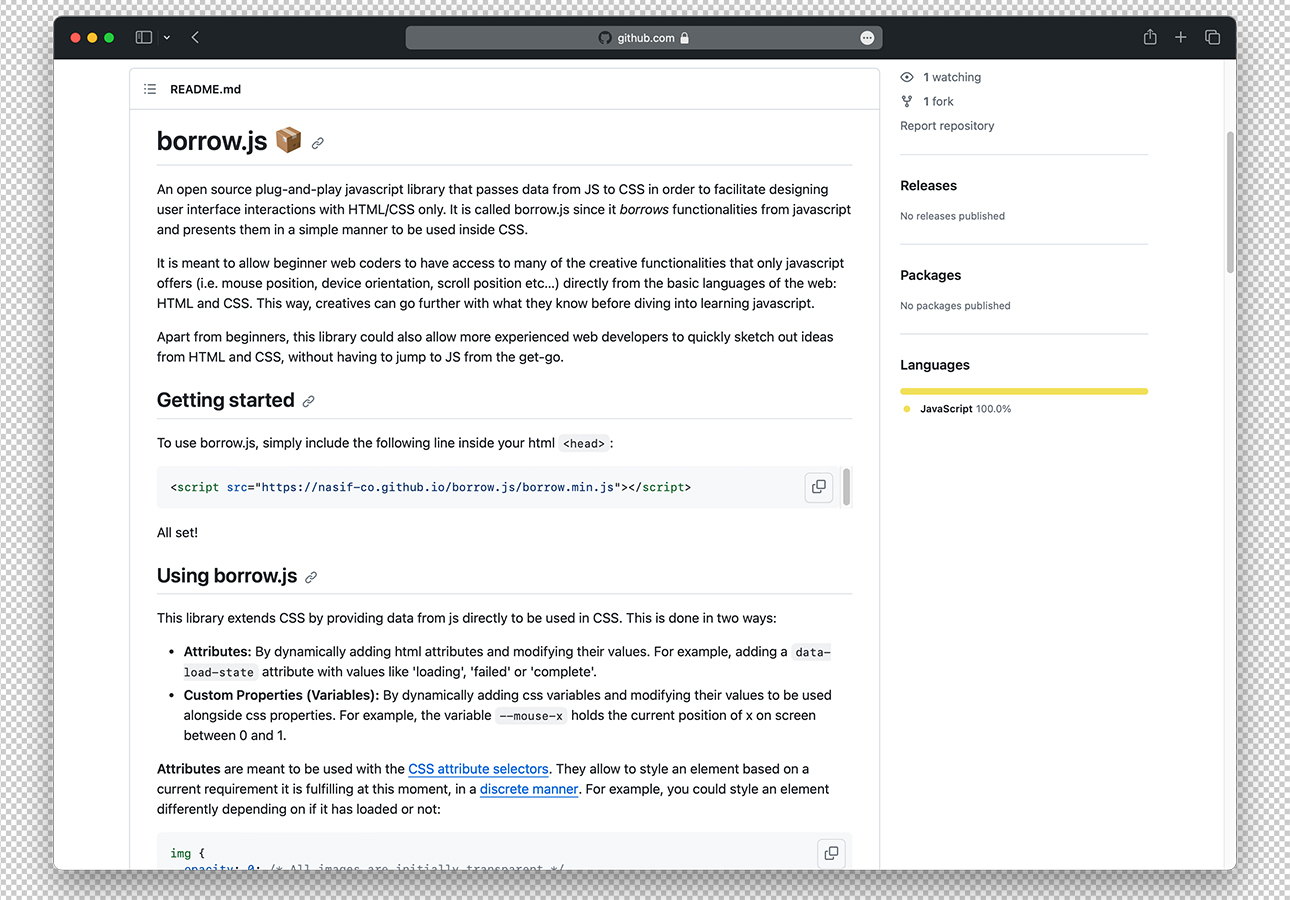 github.com
README.md
borrow.js 📦
An open source plug-and-play javascript library that passes data from JS to CSS in order to facilitate designing
user interface interactions with HTML/CSS only. It is called borrow.js since it borrows functionalities from javascript
and presents them in a simple manner to be used inside CSS.
It is meant to allow beginner web coders to have access to many of the creative functionalities that only javascript
offers (i.e. mouse position, device orientation, scroll position etc...) directly from the basic languages of the web:
HTML and CSS. This way, creatives can go further with what they know before diving into learning javascript.
Apart from beginners, this library could also allow more experienced web developers to quickly sketch out ideas
from HTML and CSS, without having to jump to JS from the get-go.
Getting started
To use borrow.js, simply include the following line inside your html <head> :
<script src="https://nasif-co.github.io/borrow.js/borrow.min.js"></script>
All set!
Using borrow.js
This library extends CSS by providing data from js directly to be used in CSS. This is done in two ways:
• Attributes: By dynamically adding html attributes and modifying their values. For example, adding a data-
load-state attribute with values like 'loading', 'failed' or 'complete'.
• Custom Properties (Variables): By dynamically adding css variables and modifying their values to be used
alongside css properties. For example, the variable --mouse-x holds the current position of x on screen
between 0 and 1.
Attributes are meant to be used with the CSS attribute selectors. They allow to style an element based on a
current requirement it is fulfilling at this moment, in a discrete manner. For example, you could style an element
differently depending on if it has loaded or not:
img {
opacity: 0; /* All images are initially transparent */
1 watching
1 fork
Report repository
Releases
No releases published
Packages
No packages published
Languages
JavaScript 100.0%